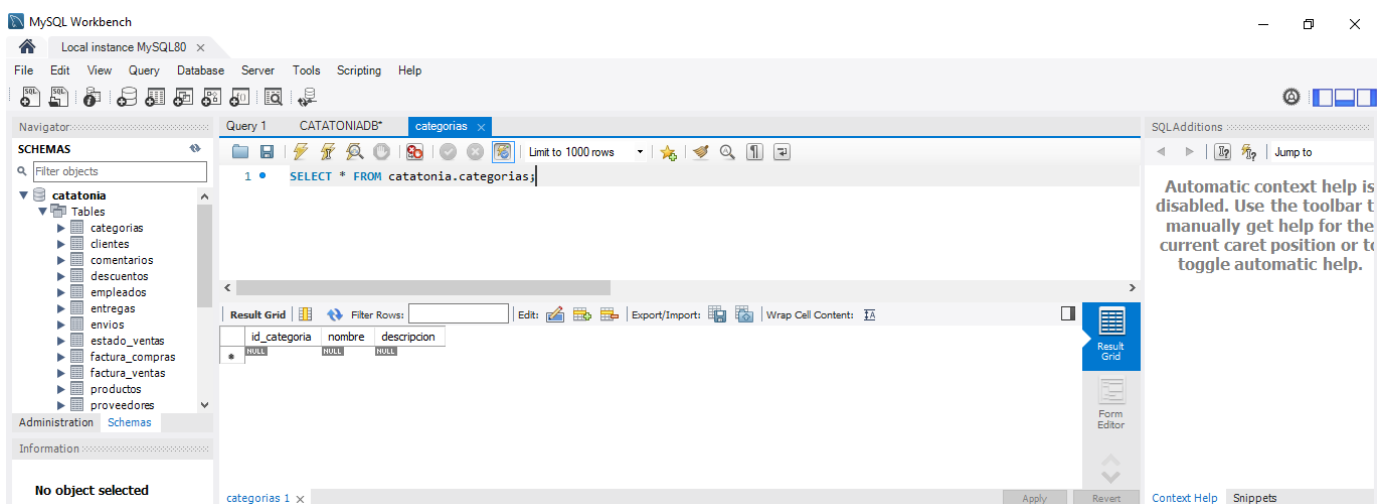 MySQL Workbench
Local instance MySQL80
File Edit View Query Database Server Tools Scripting Help
Navigator
SCHEMAS
Filter objects
catatonia
Tables
categorias
clientes
comentarios
descuentos
empleados
entregas
envios
estado_ventas
factura_compras
factura_ventas
productos
proveedores
Administration Schemas
Information
No object selected
Query 1 CATATONIADB* categorias
Limit to 1000 rows
1 SELECT * FROM catatonia.categorias;
Result Grid Filter Rows: Edit: Export/Import: Wrap Cell Content:
id_categoria nombre descripcion
* NULL NULL NULL
Result
Grid
Form
Editor
categorias 1 Apply Revert
SQLAdditions
Jump to
Automatic context help is
disabled. Use the toolbar t
manually get help for the
current caret position or to
toggle automatic help.
Context Help Snippets